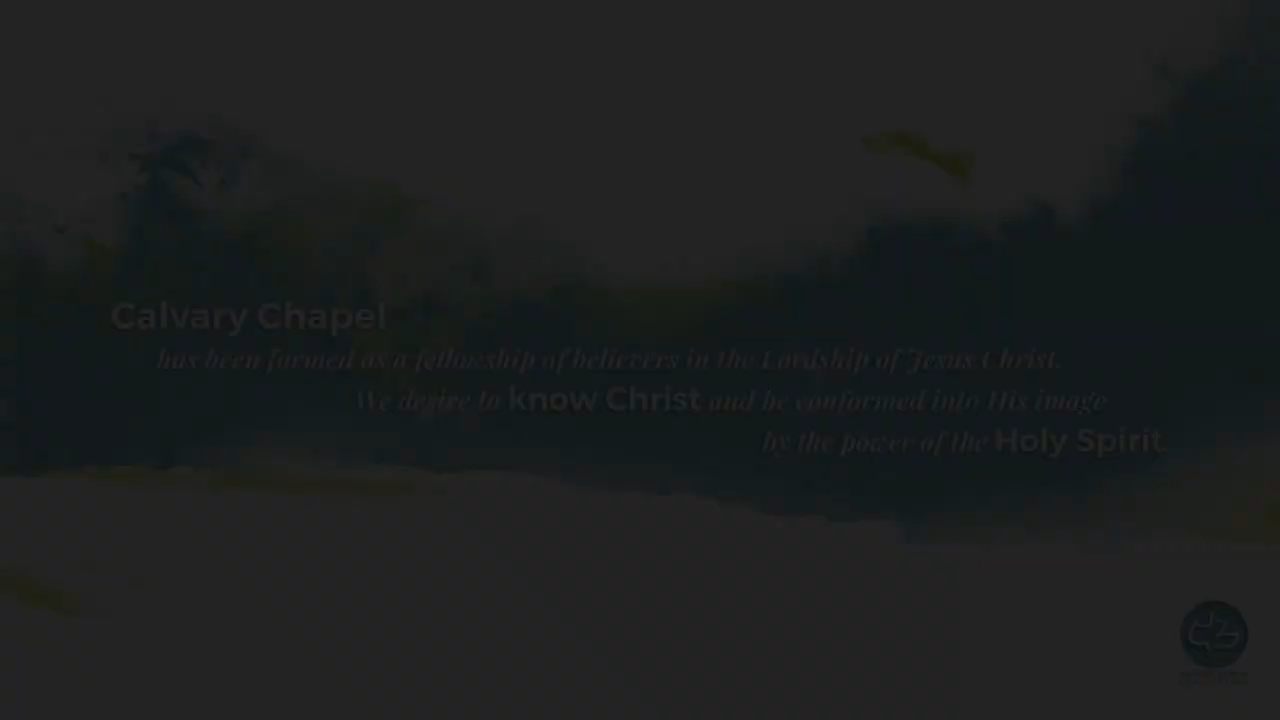 Calvary Chapel
has been formed as a fellowship of believers in the Lordship of Jesus Christ.
We desire to know Christ and be conformed into His image
by the power of the Holy Spirit.